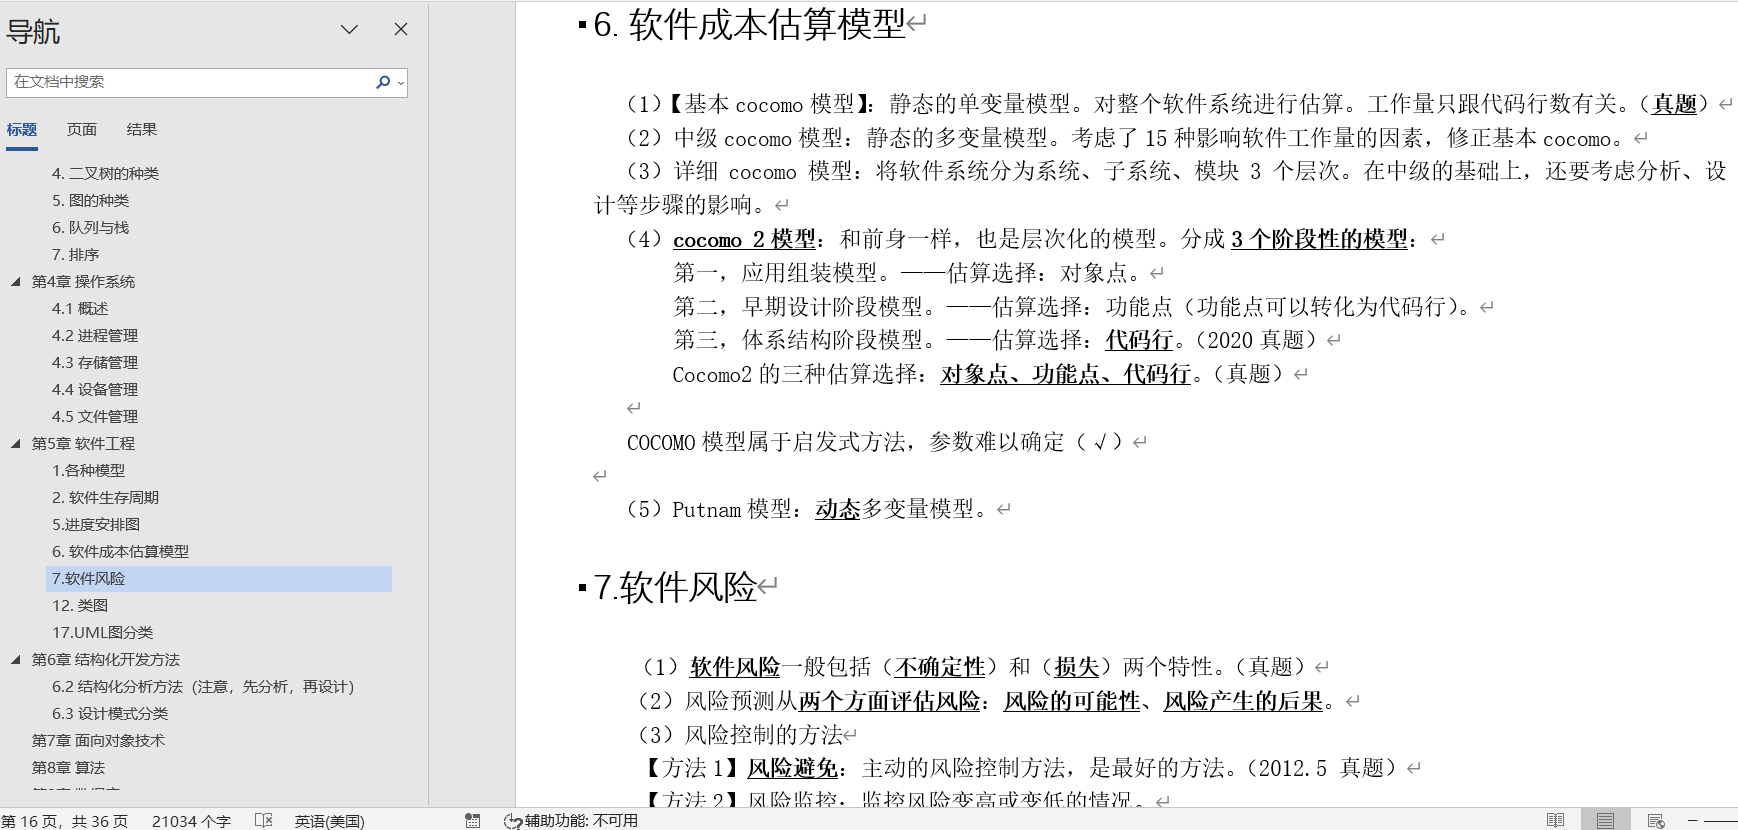 导航
在文档中搜索
标题 页面 结果
4. 二叉树的种类
5. 图的种类
6. 队列与栈
7. 排序
第4章 操作系统
4.1 概述
4.2 进程管理
4.3 存储管理
4.4 设备管理
4.5 文件管理
第5章 软件工程
1.各种模型
2. 软件生存周期
5.进度安排图
6. 软件成本估算模型
7.软件风险
12. 类图
17.UML图分类
第6章 结构化开发方法
6.2 结构化分析方法（注意，先分析，再设计）
6.3 设计模式分类
第7章 面向对象技术
第8章 算法
6. 软件成本估算模型
（1）【基本 cocomo 模型】：静态的单变量模型。对整个软件系统进行估算。工作量只跟代码行数有关。（真题）
（2）中级 cocomo 模型：静态的多变量模型。考虑了 15 种影响软件工作量的因素，修正基本 cocomo。
（3）详细 cocomo 模型：将软件系统分为系统、子系统、模块 3 个层次。在中级的基础上，还要考虑分析、设
计等步骤的影响。
（4）cocomo 2 模型：和前身一样，也是层次化的模型。分成 3 个阶段性的模型：
第一，应用组装模型。——估算选择：对象点。
第二，早期设计阶段模型。——估算选择：功能点（功能点可以转化为代码行）。
第三，体系结构阶段模型。——估算选择：代码行。（2020 真题）
Cocomo2 的三种估算选择：对象点、功能点、代码行。（真题）
COCOMO 模型属于启发式方法，参数难以确定（√）
（5）Putnam 模型：动态多变量模型。
7.软件风险
（1）软件风险一般包括（不确定性）和（损失）两个特性。（真题）
（2）风险预测从两个方面评估风险：风险的可能性、风险产生的后果。
（3）风险控制的方法
【方法 1】风险避免：主动的风险控制方法，是最好的方法。（2012.5 真题）
【方法 2】风险监控：监控风险变高或变低的情况。
第 16 页，共 36 页 21034 个字 英语(美国) 辅助功能: 不可用